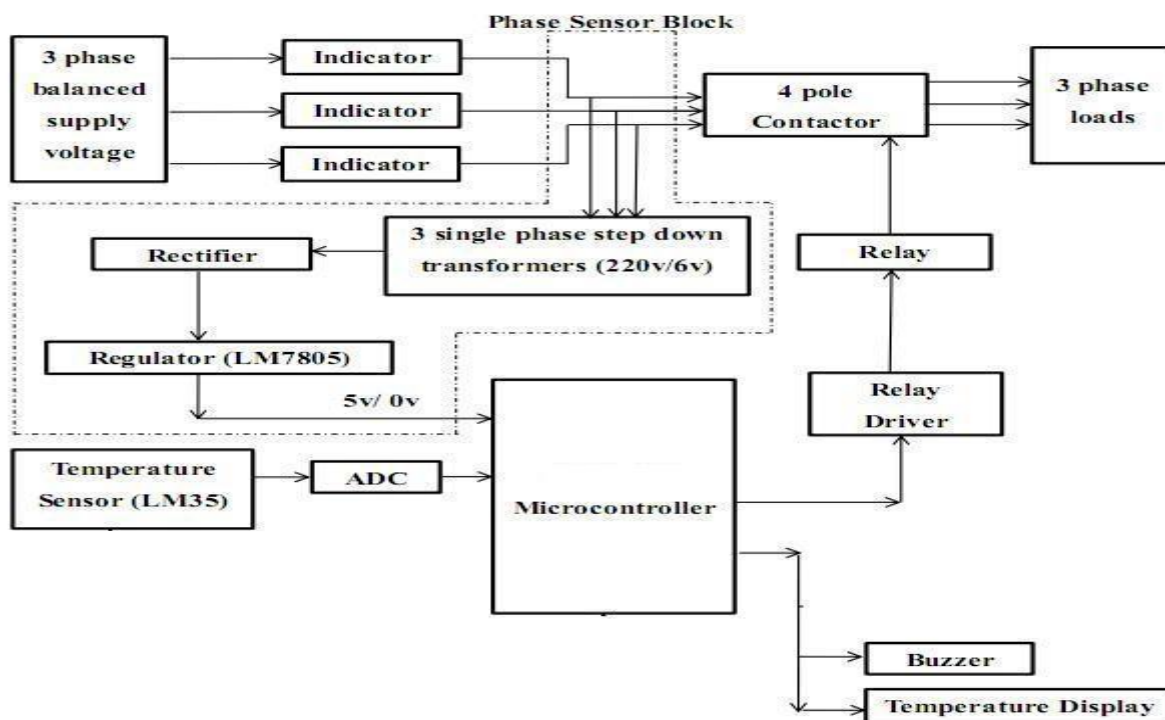 Phase Sensor Block
3 phase
balanced
supply
voltage
Indicator
Indicator
Indicator
4 pole
Contactor
3 phase
loads
3 single phase step down
transformers (220v/6v)
Rectifier
Relay
Regulator (LM7805)
5v/ 0v
Relay
Driver
Temperature
Sensor (LM35)
ADC
Microcontroller
Buzzer
Temperature Display